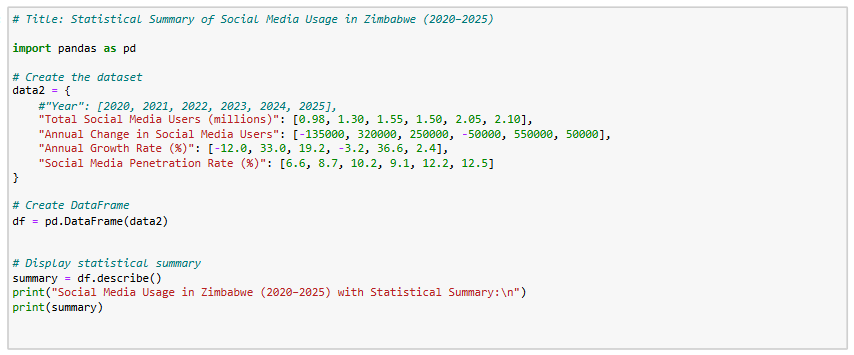 # Title: Statistical Summary of Social Media Usage in Zimbabwe (2020–2025)
import pandas as pd
# Create the dataset
data2 = {
    #"Year": [2020, 2021, 2022, 2023, 2024, 2025],
    "Total Social Media Users (millions)": [0.98, 1.30, 1.55, 1.50, 2.05, 2.10],
    "Annual Change in Social Media Users": [-135000, 320000, 250000, -50000, 550000, 50000],
    "Annual Growth Rate (%)": [-12.0, 33.0, 19.2, -3.2, 36.6, 2.4],
    "Social Media Penetration Rate (%)": [6.6, 8.7, 10.2, 9.1, 12.2, 12.5]
}
# Create DataFrame
df = pd.DataFrame(data2)
# Display statistical summary
summary = df.describe()
print("Social Media Usage in Zimbabwe (2020–2025) with Statistical Summary:\n")
print(summary)